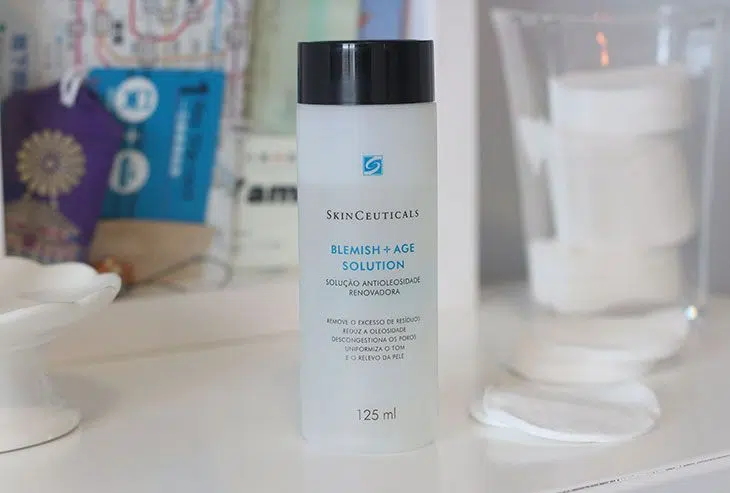 SKINCEUTICALS
BLEMISH + AGE
SOLUTION
SOLUÇÃO ANTIOLEOSIDADE
RENOVADORA
REMOVE O EXCESSO DE RESÍDUOS
REDUZ A OLEOSIDADE
DESCONGESTIONA OS POROS
UNIFORMIZA O TOM
E O RELEVO DA PELE
125 ml